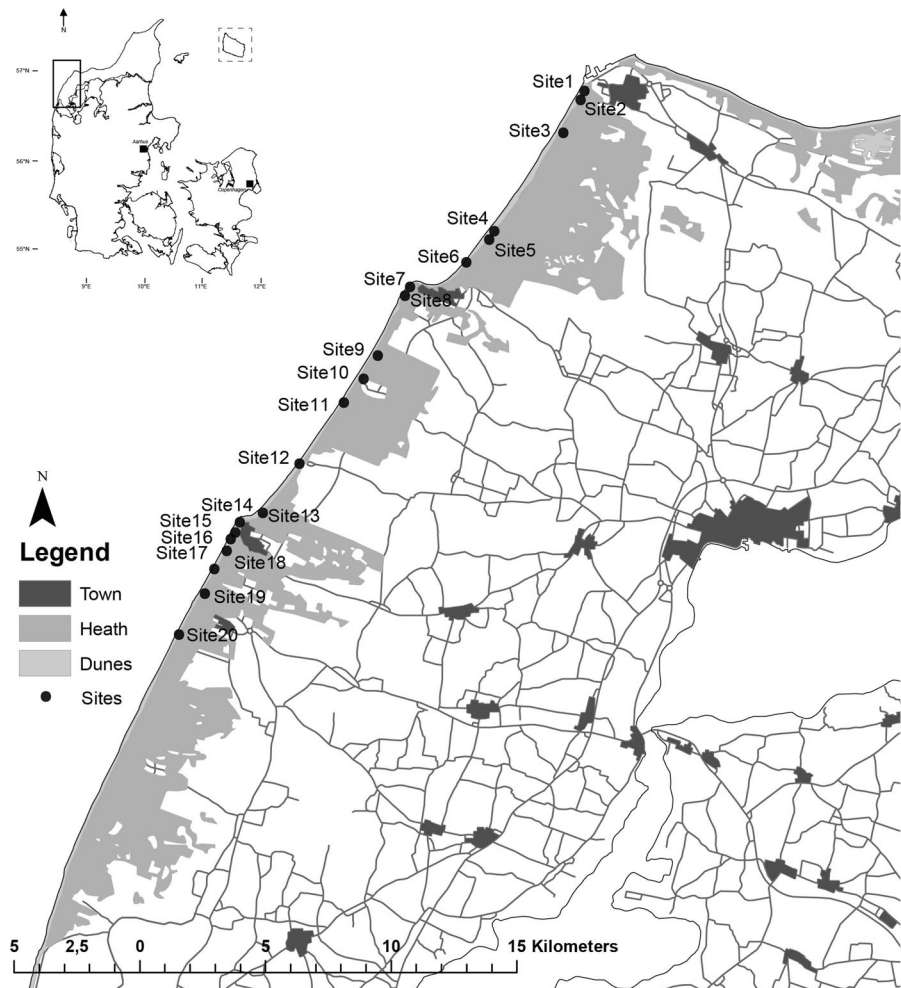 N
57°N
Aarhus
56°N
Copenhagen
55°N
9°E 10°E 11°E 12°E
Site1
Site2
Site3
Site4
Site5
Site6
Site7
Site8
Site9
Site10
Site11
Site12
Site14
Site13
Site15
Site16
Site17
Site18
Site19
Site20
N
Legend
Town
Heath
Dunes
Sites
5 2,5 0 5 10 15 Kilometers